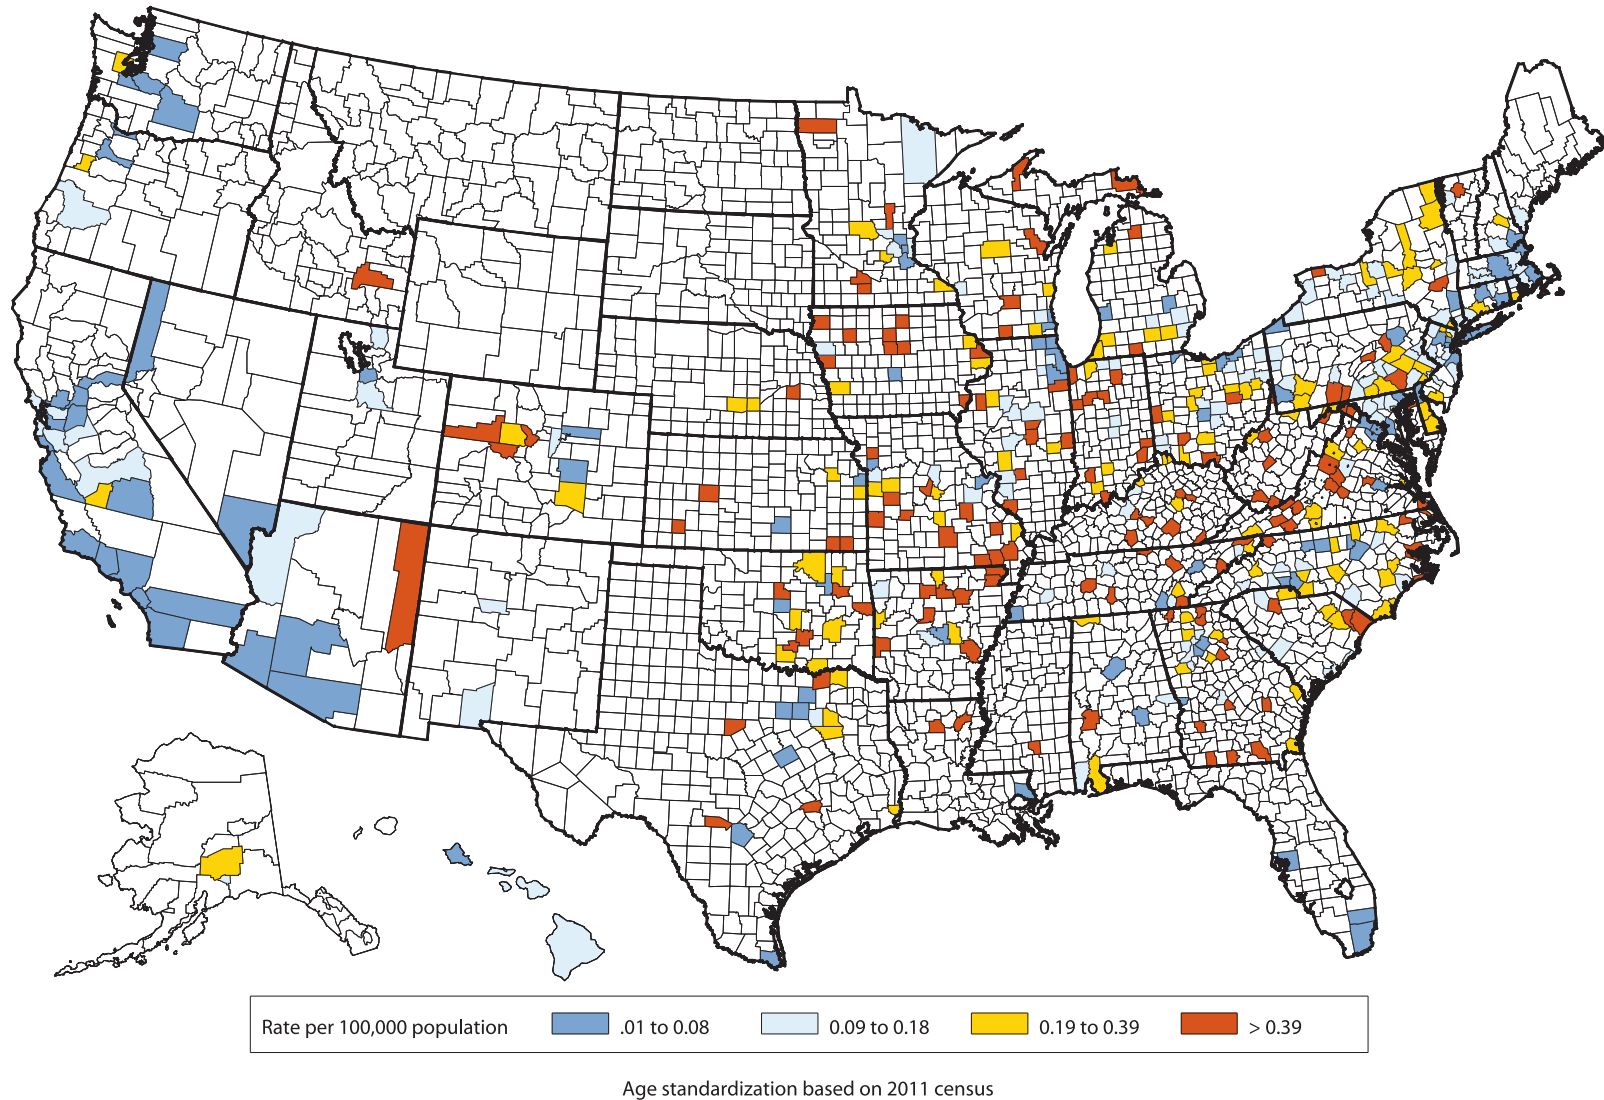 Rate per 100,000 population .01 to 0.08 0.09 to 0.18 0.19 to 0.39 > 0.39
Age standardization based on 2011 census